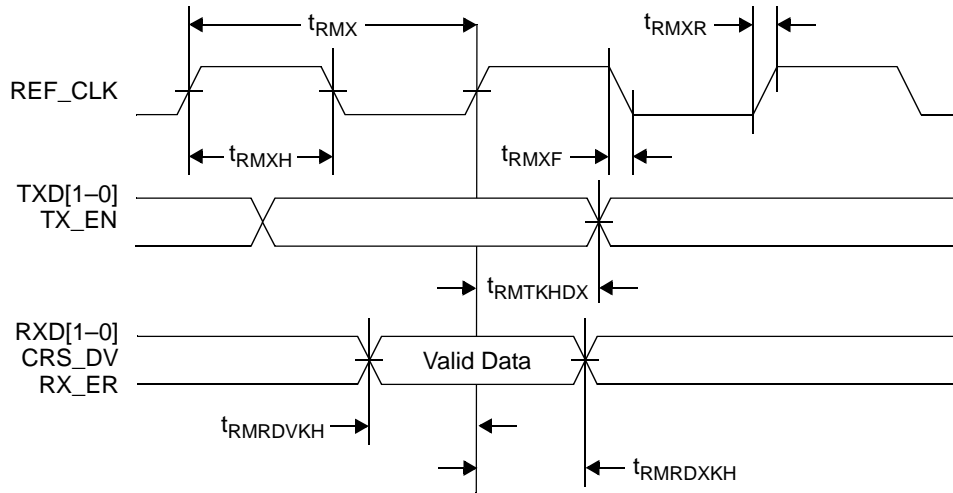 tRMX
tRMXR
REF_CLK
tRMXH
tRMXF
TXD[1–0]
TX_EN
tRMTKHDX
RXD[1–0]
CRS_DV
Valid Data
RX_ER
tRMRDVKH
tRMRDXKH